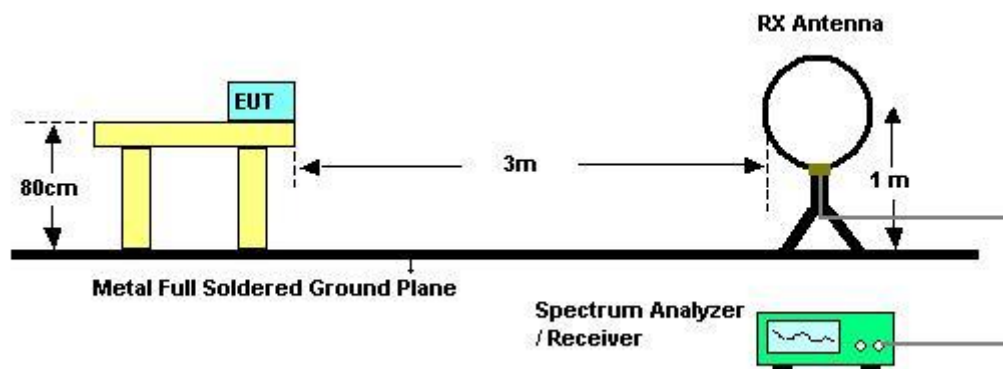 RX Antenna
EUT
3m
80cm
1 m
Metal Full Soldered Ground Plane
Spectrum Analyzer
/ Receiver